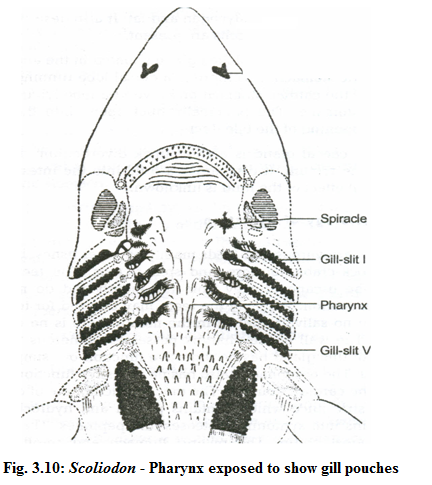 Spiracle
Gill-slit I
Pharynx
Gill-slit V
Fig. 3.10: Scoliodon - Pharynx exposed to show gill pouches